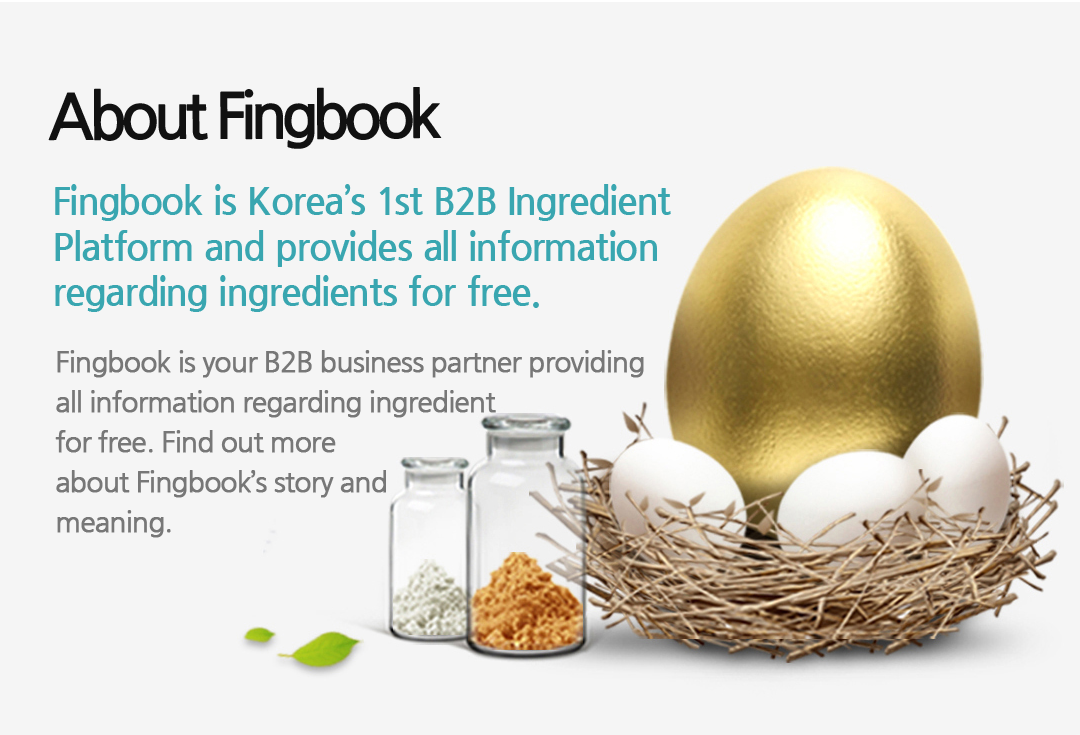 About Fingbook
Fingbook is Korea’s 1st B2B Ingredient
Platform and provides all information
regarding ingredients for free.
Fingbook is your B2B business partner providing
all information regarding ingredient
for free. Find out more
about Fingbook’s story and
meaning.